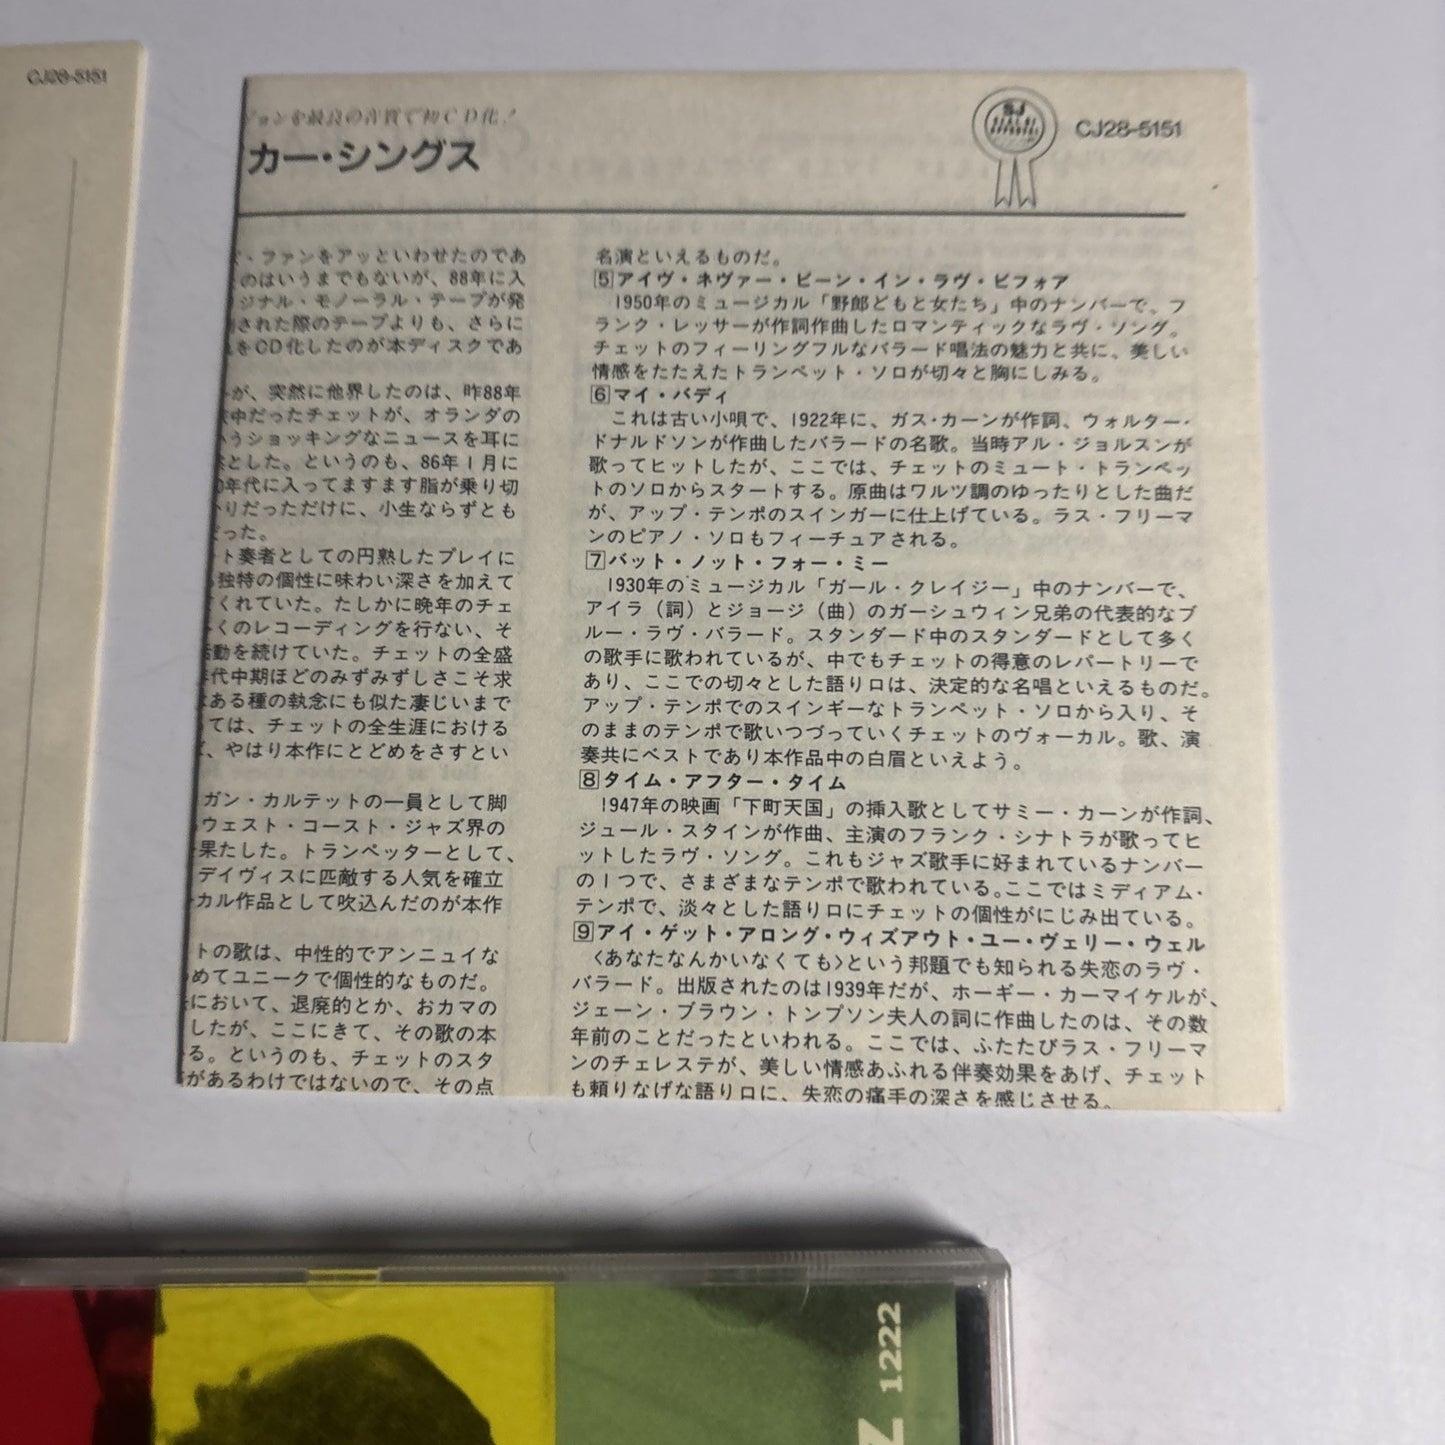 CJ28-5151
ジョンを最良の音質で初CD化！
カー・シングス
SJ
CJ28-5151
・ファンをアッといわせたのであ
のはいうまでもないが、88年に入
ジナル・モノーラル・テープが発
された際のテープよりも、さらに
をCD化したのが本ディスクであ
が、突然に他界したのは、昨88年
中だったチェットが、オランダの
うショッキングなニュースを耳に
とした。というのも、86年1月に
年代に入ってますます脂が乗り切
りだっただけに、小生ならずとも
った。
ト奏者としての円熟したプレイに
独特の個性に味わい深さを加えて
くれていた。たしかに晩年のチェ
くのレコーディングを行ない、そ
動を続けていた。チェットの全盛
代中期ほどのみずみずしさこそ求
ある種の執念にも似た凄じいまで
ては、チェットの全生涯における
、やはり本作にとどめをさすとい
ガン・カルテットの一員として脚
ウェスト・コースト・ジャズ界の
果たした。トランペッターとして、
デイヴィスに匹敵する人気を確立
カル作品として吹込んだのが本作
トの歌は、中性的でアンニュイな
めてユニークで個性的なものだ。
において、退廃的とか、おカマの
したが、ここにきて、その歌の本
る。というのも、チェットのスタ
があるわけではないので、その点
名演といえるものだ。
5アイヴ・ネヴァー・ビーン・イン・ラヴ・ビフォア
1950年のミュージカル「野郎どもと女たち」中のナンバーで、フ
ランク・レッサーが作詞作曲したロマンティックなラヴ・ソング。
チェットのフィーリングフルなバラード唱法の魅力と共に、美しい
情感をたたえたトランペット・ソロが切々と胸にしみる。
6マイ・バディ
これは古い小唄で、1922年に、ガス・カーンが作詞、ウォルター・
ドナルドソンが作曲したバラードの名歌。当時アル・ジョルスンが
歌ってヒットしたが、ここでは、チェットのミュート・トランペッ
トのソロからスタートする。原曲はワルツ調のゆったりとした曲だ
が、アップ・テンポのスインガーに仕上げている。ラス・フリーマ
ンのピアノ・ソロもフィーチュアされる。
7バット・ノット・フォー・ミー
1930年のミュージカル「ガール・クレイジー」中のナンバーで、
アイラ（詞）とジョージ（曲）のガーシュウィン兄弟の代表的なブ
ルー・ラヴ・バラード。スタンダード中のスタンダードとして多く
の歌手に歌われているが、中でもチェットの得意のレパートリーで
あり、ここでの切々とした語り口は、決定的な名唱といえるものだ。
アップ・テンポでのスインギーなトランペット・ソロから入り、そ
のままのテンポで歌いつづっていくチェットのヴォーカル。歌、演
奏共にベストであり本作品中の白眉といえよう。
8タイム・アフター・タイム
1947年の映画「下町天国」の挿入歌としてサミー・カーンが作詞、
ジュール・スタインが作曲、主演のフランク・シナトラが歌ってヒ
ットしたラヴ・ソング。これもジャズ歌手に好まれているナンバー
の1つで、さまざまなテンポで歌われている。ここではミディアム・
テンポで、淡々とした語り口にチェットの個性がにじみ出ている。
9アイ・ゲット・アロング・ウィズアウト・ユー・ヴェリー・ウェル
〈あなたなんかいなくても〉という邦題でも知られる失恋のラヴ・
バラード。出版されたのは1939年だが、ホーギー・カーマイケルが、
ジェーン・ブラウン・トンプソン夫人の詞に作曲したのは、その数
年前のことだったといわれる。ここでは、ふたたびラス・フリーマ
ンのチェレステが、美しい情感あふれる伴奏効果をあげ、チェット
も頼りなげな語り口に、失恋の痛手の深さを感じさせる。
Z 1222